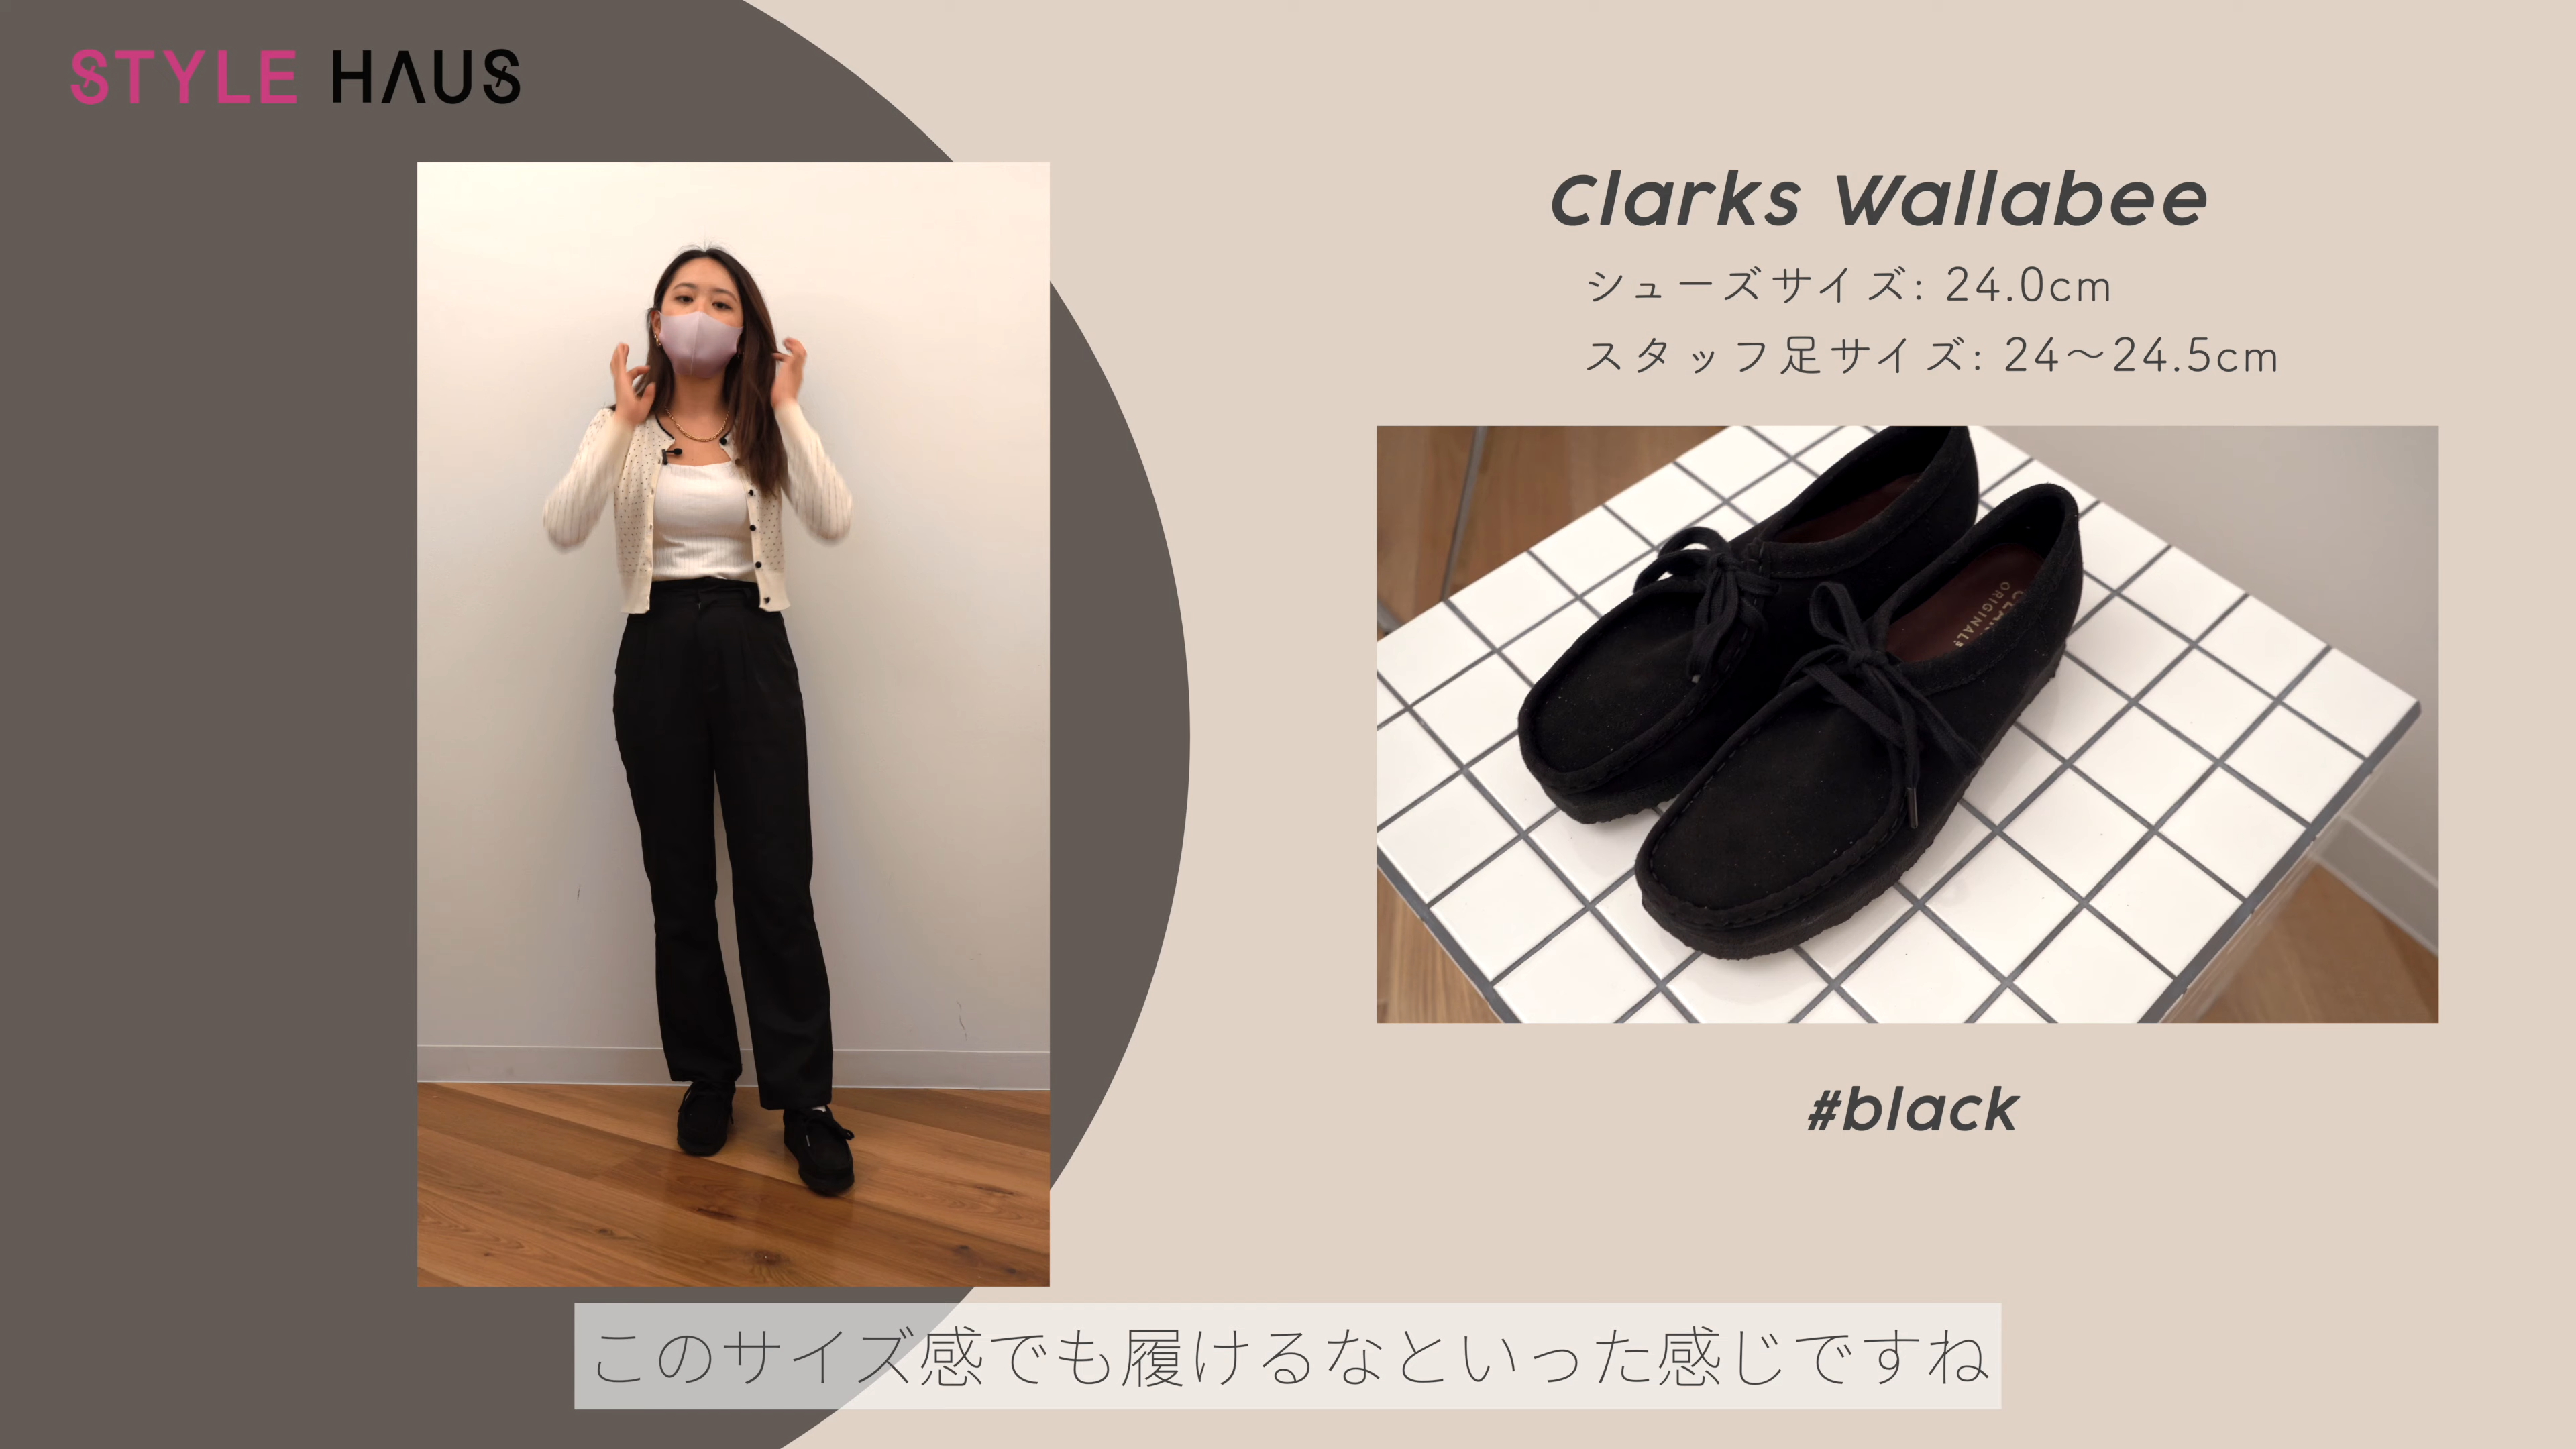 STYLE HAUS
Clarks Wallabee
シューズサイズ: 24.0cm
スタッフ足サイズ: 24〜24.5cm
ORIGINALS
#black
このサイズ感でも履けるなといった感じですね